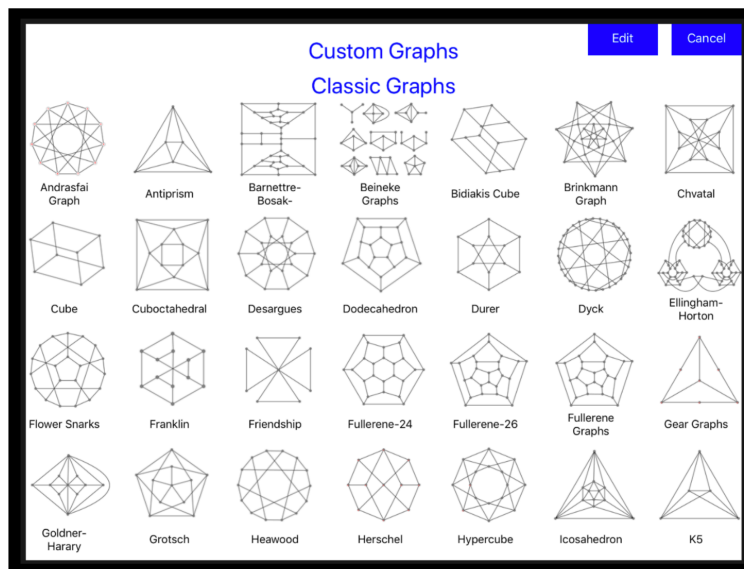 Edit
Cancel
Custom Graphs
Classic Graphs
Andrasfai
Graph
Antiprism
Barnettre-
Bosak-
Beineke
Graphs
Bidiakis Cube
Brinkmann
Graph
Chvatal
Cube
Cuboctahedral
Desargues
Dodecahedron
Durer
Dyck
Ellingham-
Horton
Flower Snarks
Franklin
Friendship
Fullerene-24
Fullerene-26
Fullerene
Graphs
Gear Graphs
Goldner-
Harary
Grotsch
Heawood
Herschel
Hypercube
Icosahedron
K5